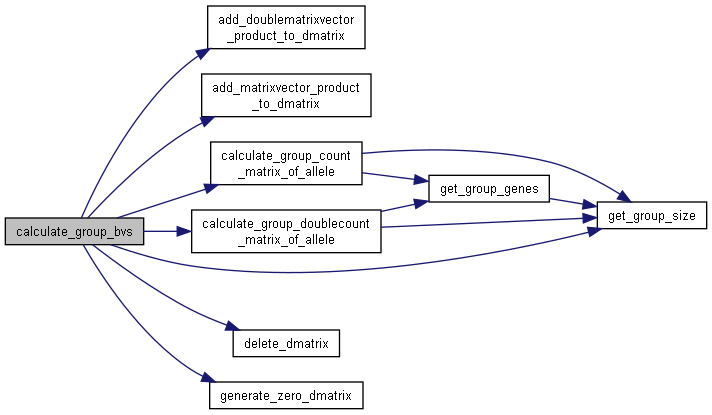 add_doublematrixvector
_product_to_dmatrix
add_matrixvector_product
_to_dmatrix
calculate_group_count
_matrix_of_allele
get_group_genes
get_group_size
calculate_group_bvs
calculate_group_doublecount
_matrix_of_allele
delete_dmatrix
generate_zero_dmatrix